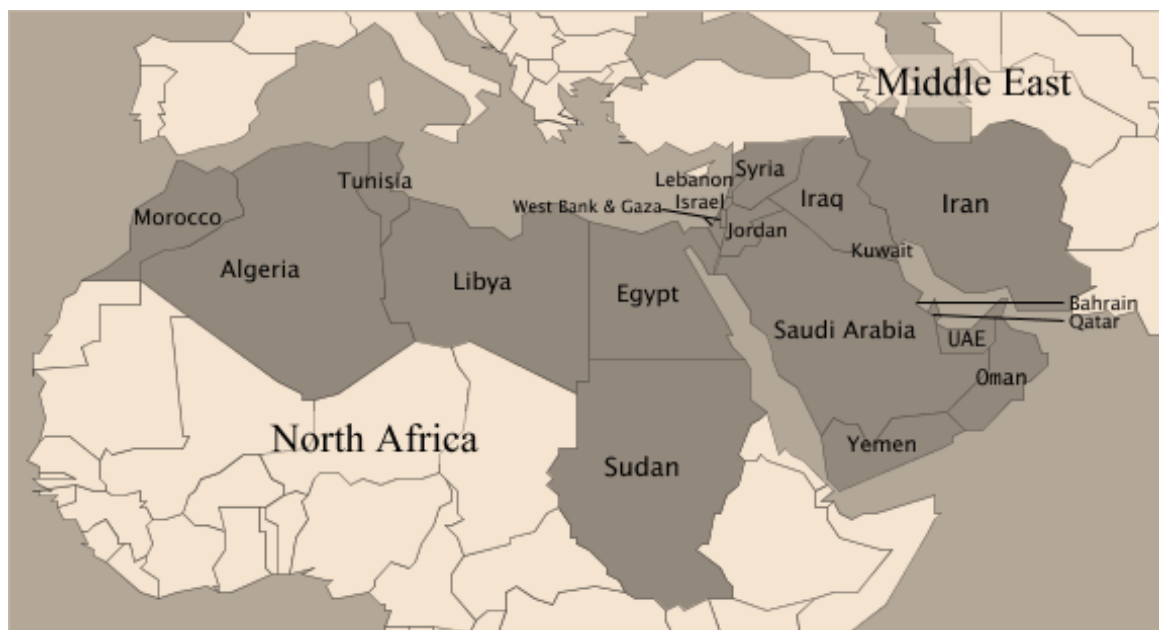 Middle East
Tunisia
Syria
Lebanon
Morocco
West Bank & Gaza
Israel
Iraq
Iran
Jordan
Algeria
Libya
Egypt
Kuwait
Saudi Arabia
Bahrain
Qatar
UAE
Oman
North Africa
Sudan
Yemen